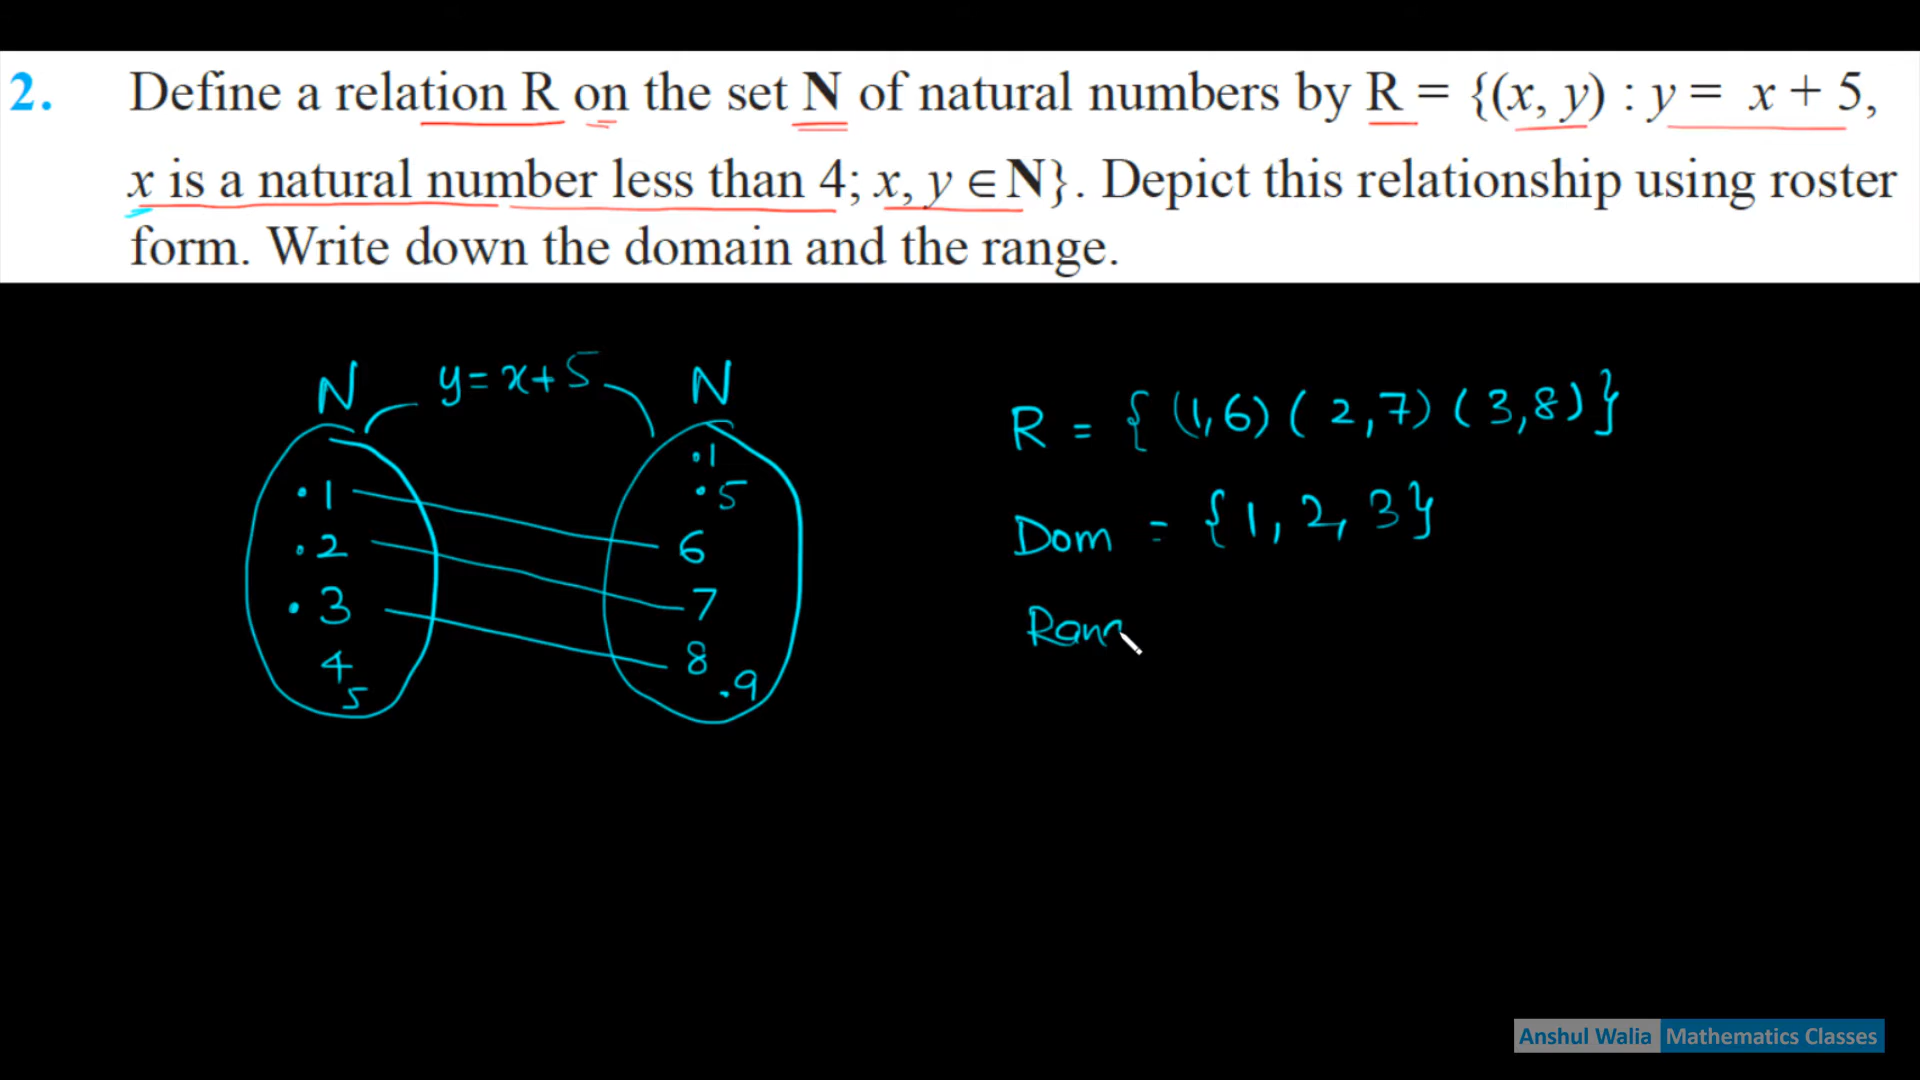 2. Define a relation R on the set N of natural numbers by R = {(x, y) : y = x + 5,
x is a natural number less than 4; x, y ∈ N}. Depict this relationship using roster
form. Write down the domain and the range.
N y = x + 5 N
.1
.2
.3
4
5
.1
.5
6
7
8
.9
R = { (1,6) ( 2,7) ( 3,8) }
Dom = { 1, 2, 3 }
Ran
Anshul Walia Mathematics Classes